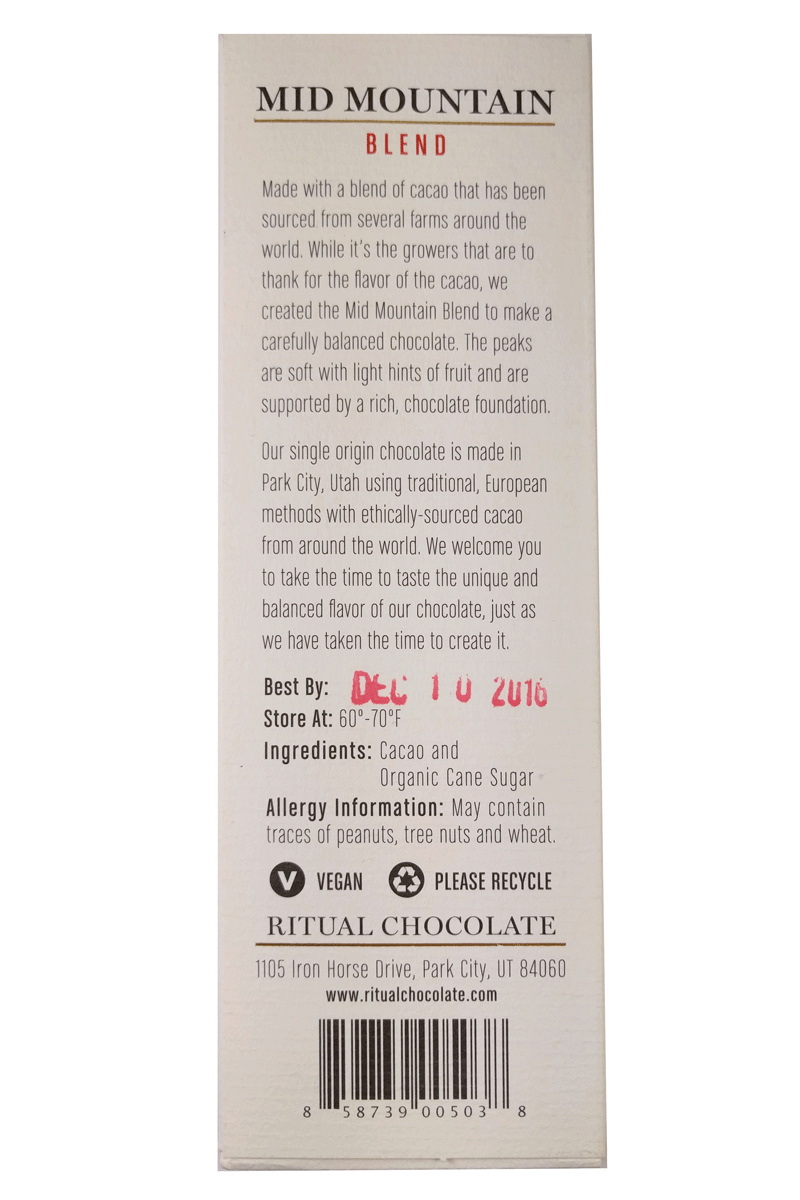 MID MOUNTAIN
BLEND
Made with a blend of cacao that has been
sourced from several farms around the
world. While it's the growers that are to
thank for the flavor of the cacao, we
created the Mid Mountain Blend to make a
carefully balanced chocolate. The peaks
are soft with light hints of fruit and are
supported by a rich, chocolate foundation.
Our single origin chocolate is made in
Park City, Utah using traditional, European
methods with ethically-sourced cacao
from around the world. We welcome you
to take the time to taste the unique and
balanced flavor of our chocolate, just as
we have taken the time to create it.
Best By: DEC 10 2016
Store At: 60°-70°F
Ingredients: Cacao and
Organic Cane Sugar
Allergy Information: May contain
traces of peanuts, tree nuts and wheat.
V VEGAN PLEASE RECYCLE
RITUAL CHOCOLATE
1105 Iron Horse Drive, Park City, UT 84060
www.ritualchocolate.com
8 58739 00503 8